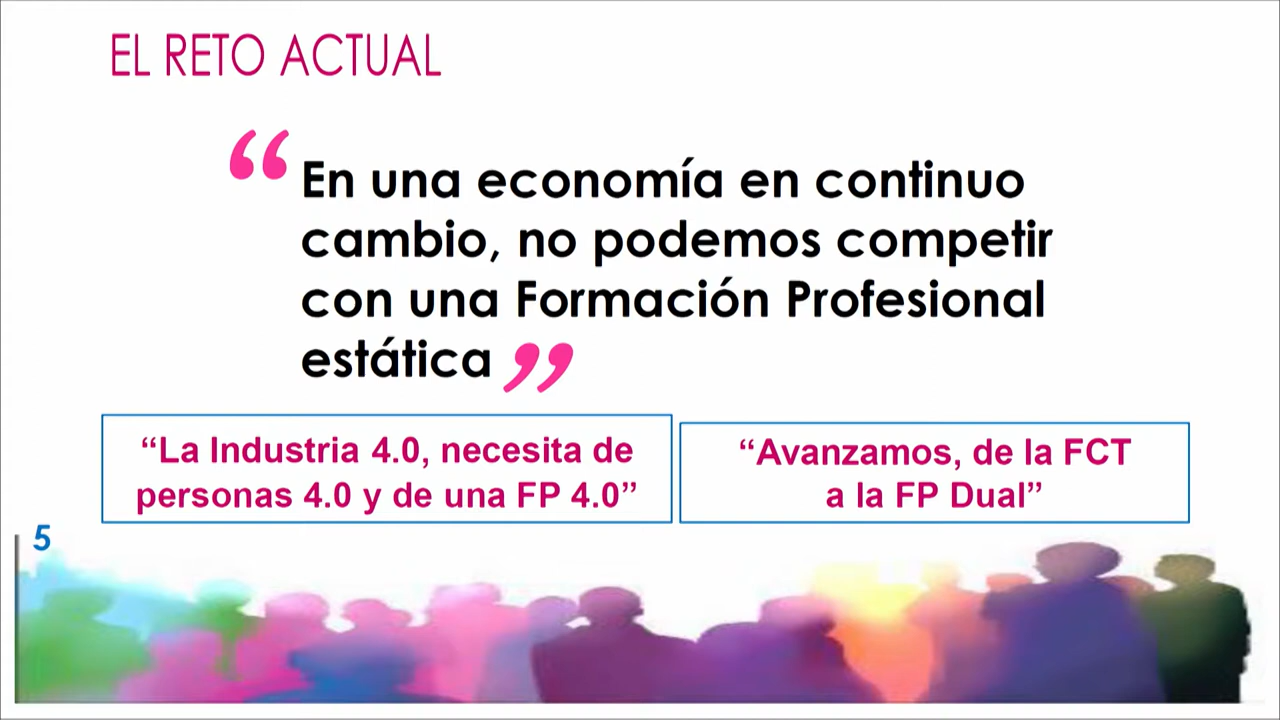 EL RETO ACTUAL
“En una economía en continuo
cambio, no podemos competir
con una Formación Profesional
estática”
“La Industria 4.0, necesita de
personas 4.0 y de una FP 4.0”
“Avanzamos, de la FCT
a la FP Dual”
5